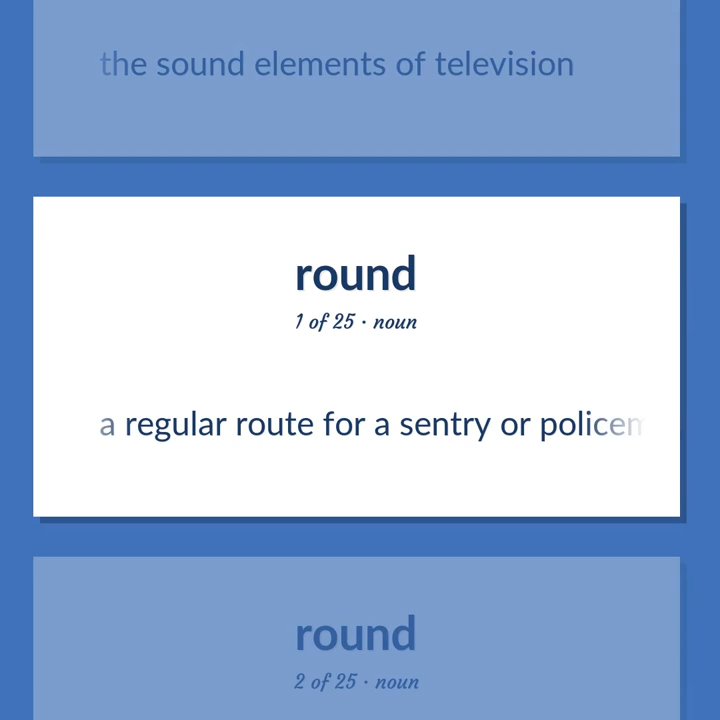 the sound elements of television
round
1 of 25 · noun
a regular route for a sentry or policem
round
2 of 25 · noun